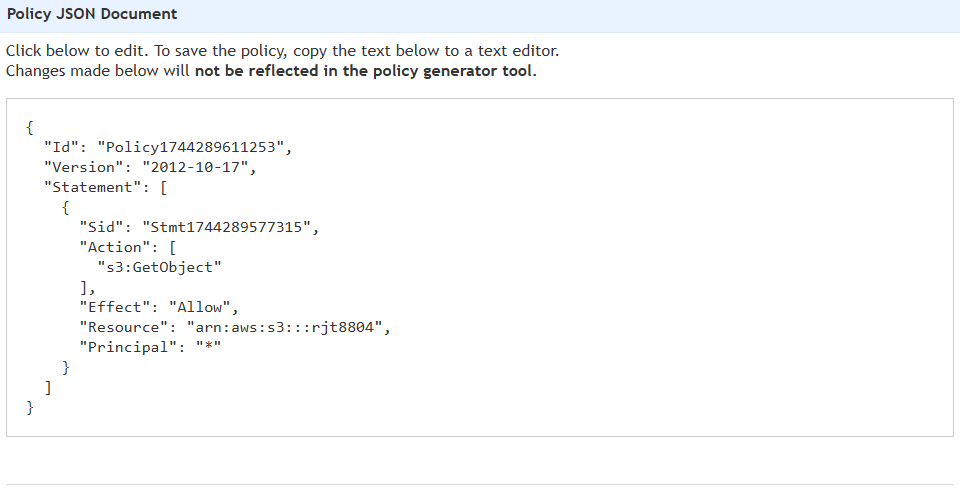 Policy JSON Document
Click below to edit. To save the policy, copy the text below to a text editor.
Changes made below will not be reflected in the policy generator tool.
{
  "Id": "Policy1744289611253",
  "Version": "2012-10-17",
  "Statement": [
    {
      "Sid": "Stmt1744289577315",
      "Action": [
        "s3:GetObject"
      ],
      "Effect": "Allow",
      "Resource": "arn:aws:s3:::rjt8804",
      "Principal": "*"
    }
  ]
}